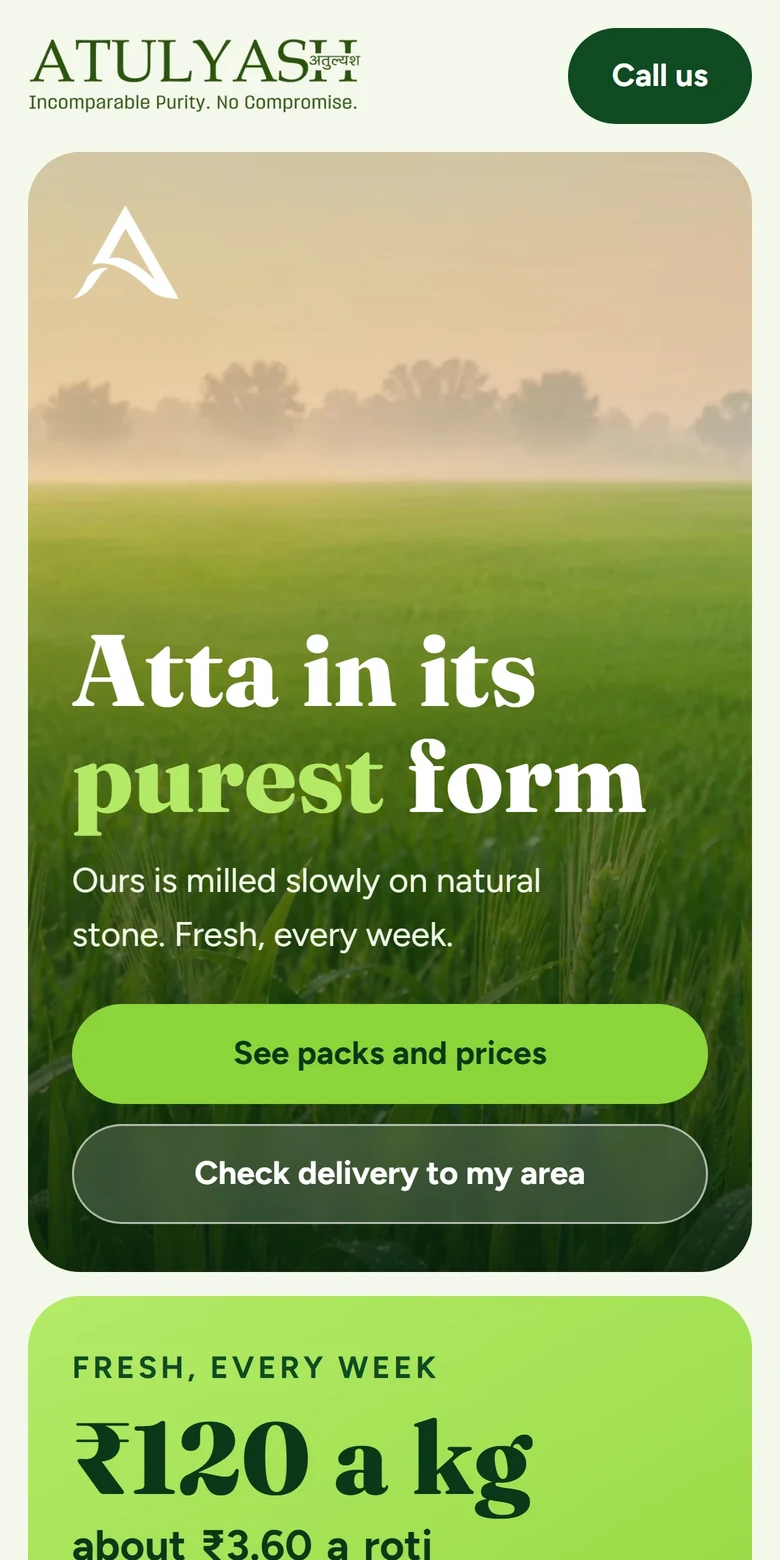 ATULYASH
अतुल्यश
Incomparable Purity. No Compromise.
Call us
Atta in its
purest form
Ours is milled slowly on natural
stone. Fresh, every week.
See packs and prices
Check delivery to my area
FRESH, EVERY WEEK
₹120 a kg
about ₹3.60 a roti